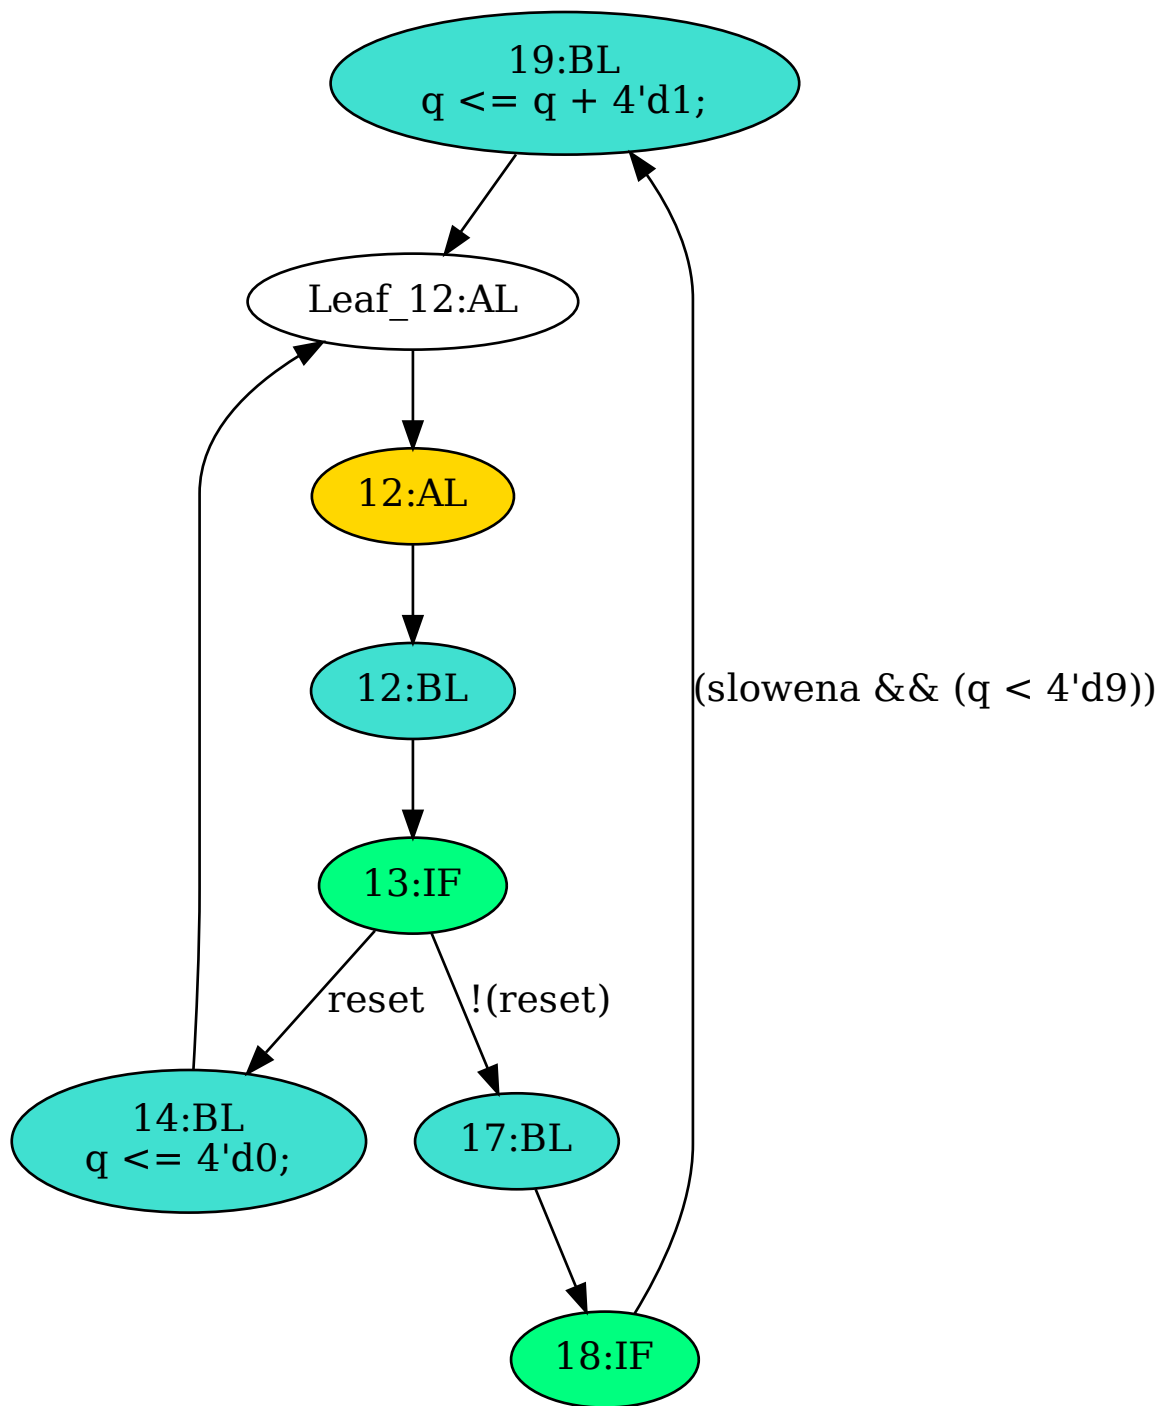 19:BL
q <= q + 4'd1;
Leaf_12:AL
12:AL
12:BL
(slowena && (q < 4'd9))
13:IF
reset
!(reset)
14:BL
q <= 4'd0;
17:BL
18:IF